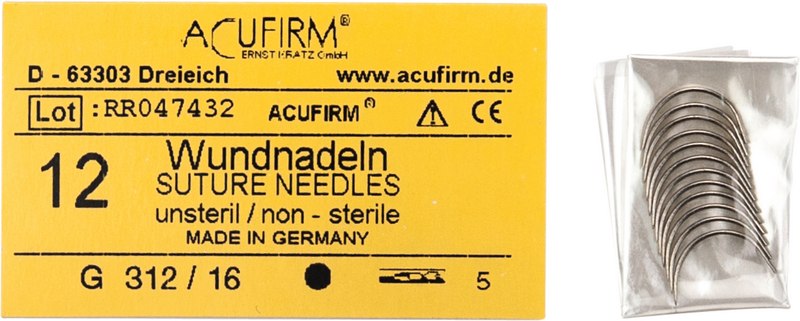 ACUFIRM®
ERNST KRATZ GmbH
D - 63303 Dreieich www.acufirm.de
Lot :RR047432 ACUFIRM® CE
12 Wundnadeln
SUTURE NEEDLES
unsteril / non - sterile
MADE IN GERMANY
G 312 / 16 5